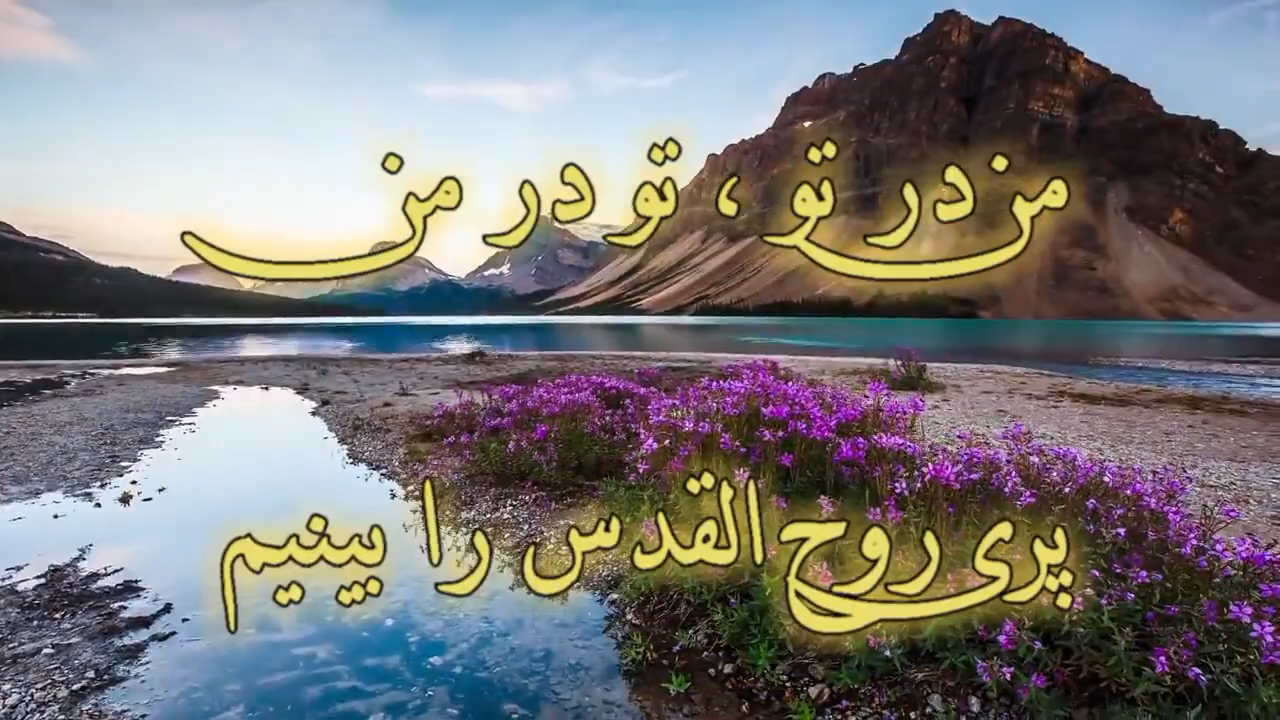 من در تو ، تو در من
پری روح القدس را بینیم